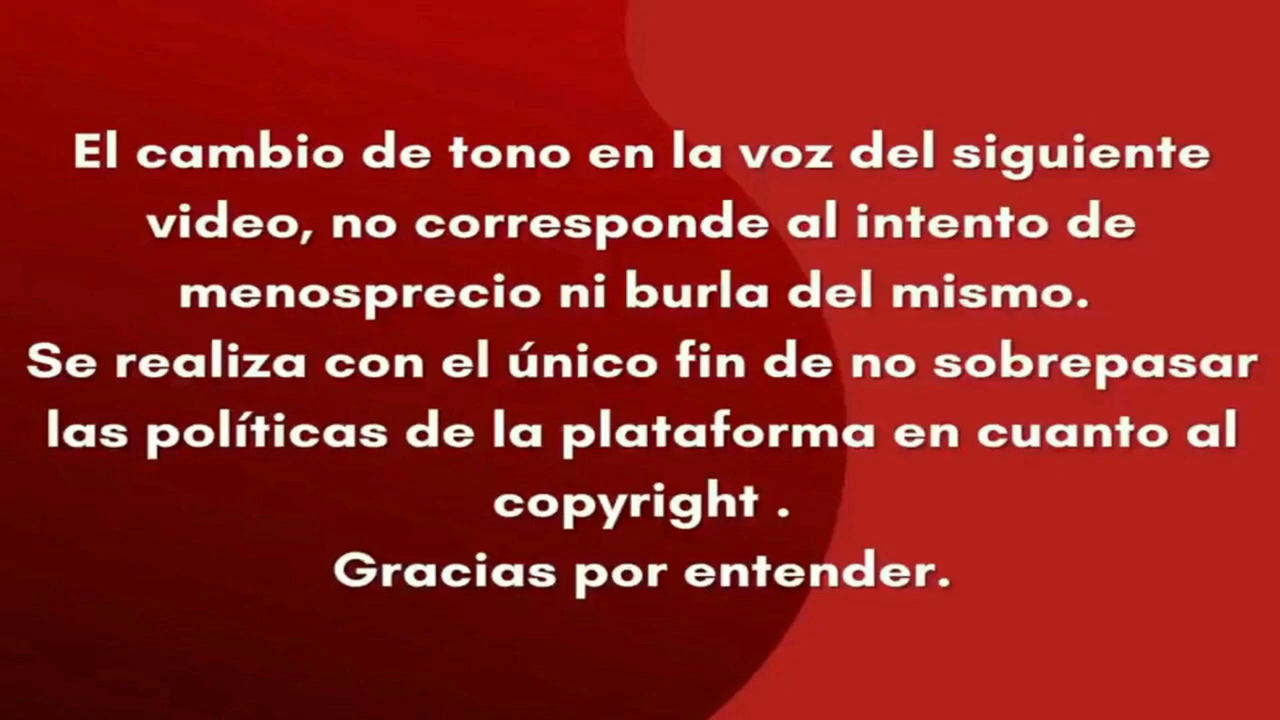 El cambio de tono en la voz del siguiente
video, no corresponde al intento de
menosprecio ni burla del mismo.
Se realiza con el único fin de no sobrepasar
las políticas de la plataforma en cuanto al
copyright .
Gracias por entender.